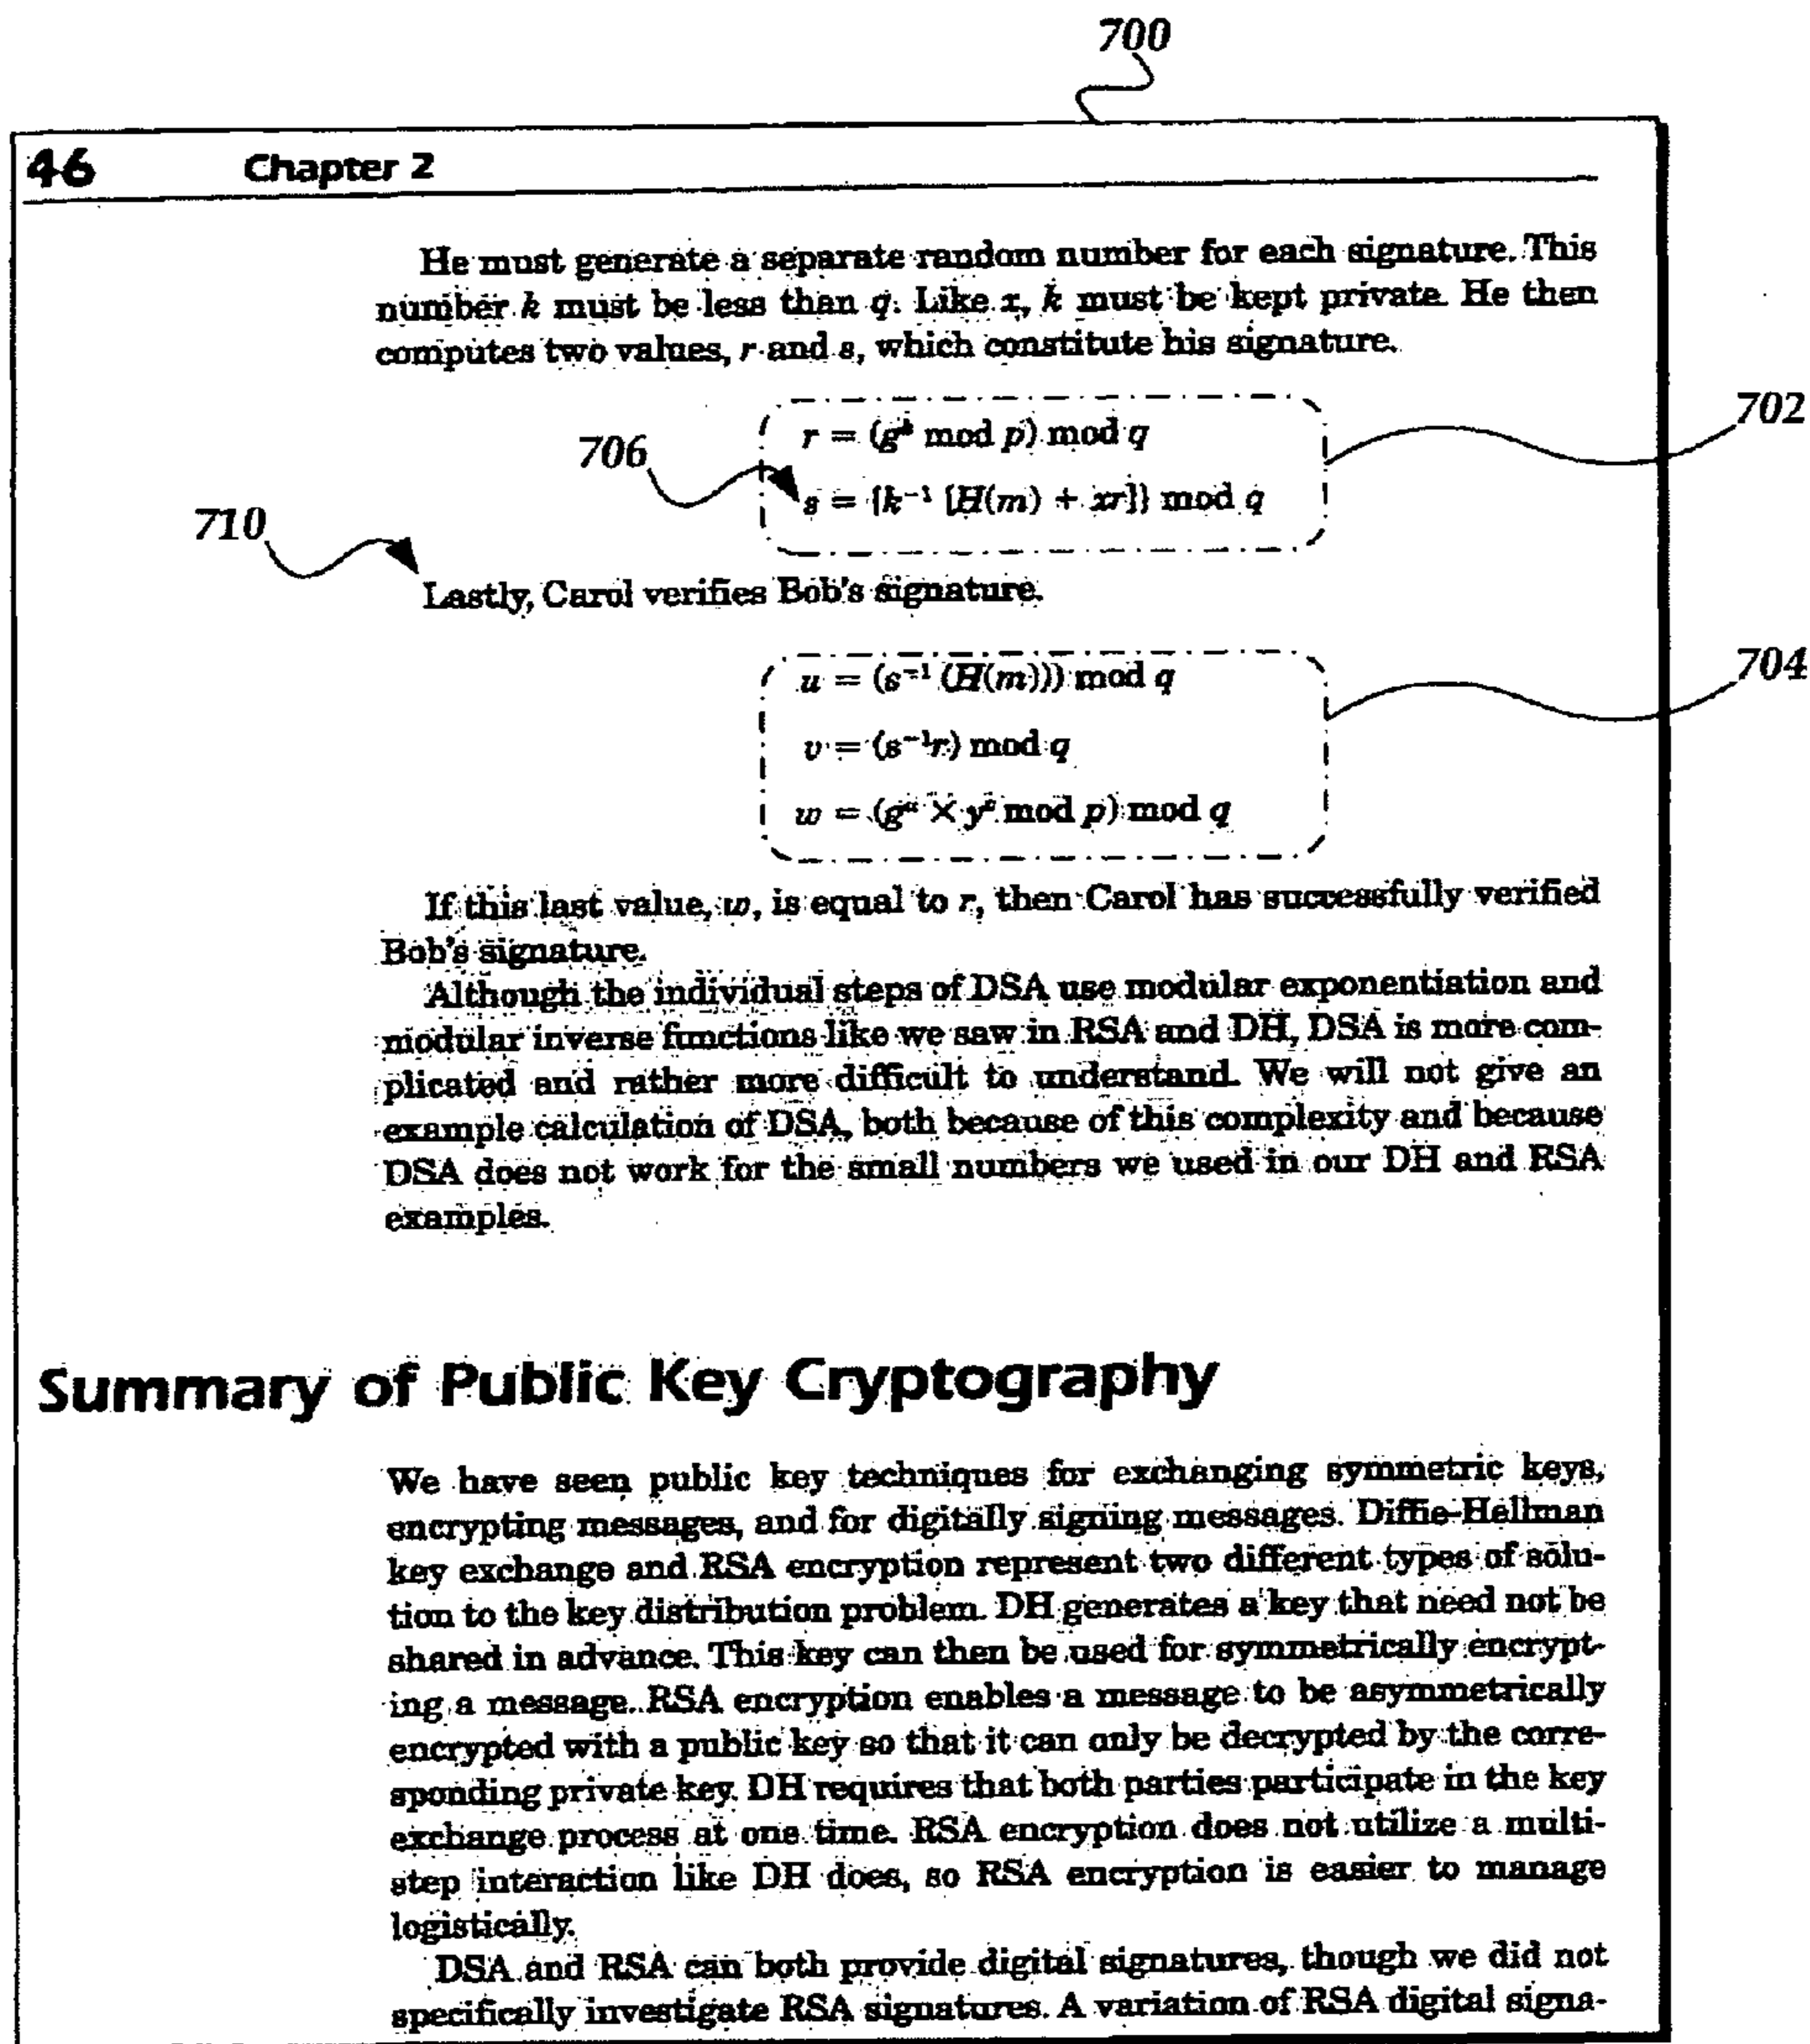 700
46 Chapter 2
He must generate a separate random number for each signature. This
number k must be less than q. Like x, k must be kept private. He then
computes two values, r and s, which constitute his signature.
702
r = (gᵏ mod p) mod q
706
s = {k⁻¹ [H(m) + xr]} mod q
710
Lastly, Carol verifies Bob's signature.
704
u = (s⁻¹ (H(m))) mod q
v = (s⁻¹r) mod q
w = (gᵘ × yᵛ mod p) mod q
If this last value, w, is equal to r, then Carol has successfully verified
Bob's signature.
Although the individual steps of DSA use modular exponentiation and
modular inverse functions like we saw in RSA and DH, DSA is more com-
plicated and rather more difficult to understand. We will not give an
example calculation of DSA, both because of this complexity and because
DSA does not work for the small numbers we used in our DH and RSA
examples.
Summary of Public Key Cryptography
We have seen public key techniques for exchanging symmetric keys,
encrypting messages, and for digitally signing messages. Diffie-Hellman
key exchange and RSA encryption represent two different types of solu-
tion to the key distribution problem. DH generates a key that need not be
shared in advance. This key can then be used for symmetrically encrypt-
ing a message. RSA encryption enables a message to be asymmetrically
encrypted with a public key so that it can only be decrypted by the corre-
sponding private key. DH requires that both parties participate in the key
exchange process at one time. RSA encryption does not utilize a multi-
step interaction like DH does, so RSA encryption is easier to manage
logistically.
DSA and RSA can both provide digital signatures, though we did not
specifically investigate RSA signatures. A variation of RSA digital signa-